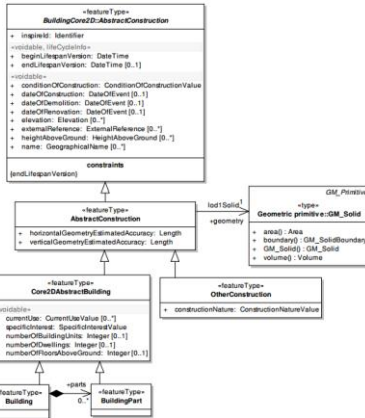 «featureType»
BuildingCore2D::AbstractConstruction
+ inspireId: Identifier
«voidable, lifeCycleInfo»
+ beginLifespanVersion: DateTime
+ endLifespanVersion: DateTime [0..1]
«voidable»
+ conditionOfConstruction: ConditionOfConstructionValue
+ dateOfConstruction: DateOfEvent [0..1]
+ dateOfDemolition: DateOfEvent [0..1]
+ dateOfRenovation: DateOfEvent [0..1]
+ elevation: Elevation [0..*]
+ externalReference: ExternalReference [0..*]
+ heightAboveGround: HeightAboveGround [0..*]
+ name: GeographicalName [0..*]
constraints
{endLifespanVersion}
«featureType»
AbstractConstruction
+ horizontalGeometryEstimatedAccuracy: Length
+ verticalGeometryEstimatedAccuracy: Length
lod1Solid 1
+geometry
GM_Primitive
«type»
Geometric primitive::GM_Solid
+ area() : Area
+ boundary() : GM_SolidBoundary
+ GM_Solid() : GM_Solid
+ volume() : Volume
«featureType»
Core2DAbstractBuilding
voidable»
currentUse: CurrentUseValue [0..*]
specificInterest: SpecificInterestValue
numberOfBuildingUnits: Integer [0..1]
numberOfDwellings: Integer [0..1]
numberOfFloorsAboveGround: Integer [0..1]
«featureType»
OtherConstruction
+ constructionNature: ConstructionNatureValue
featureType»
Building
+parts
0..*
«featureType»
BuildingPart